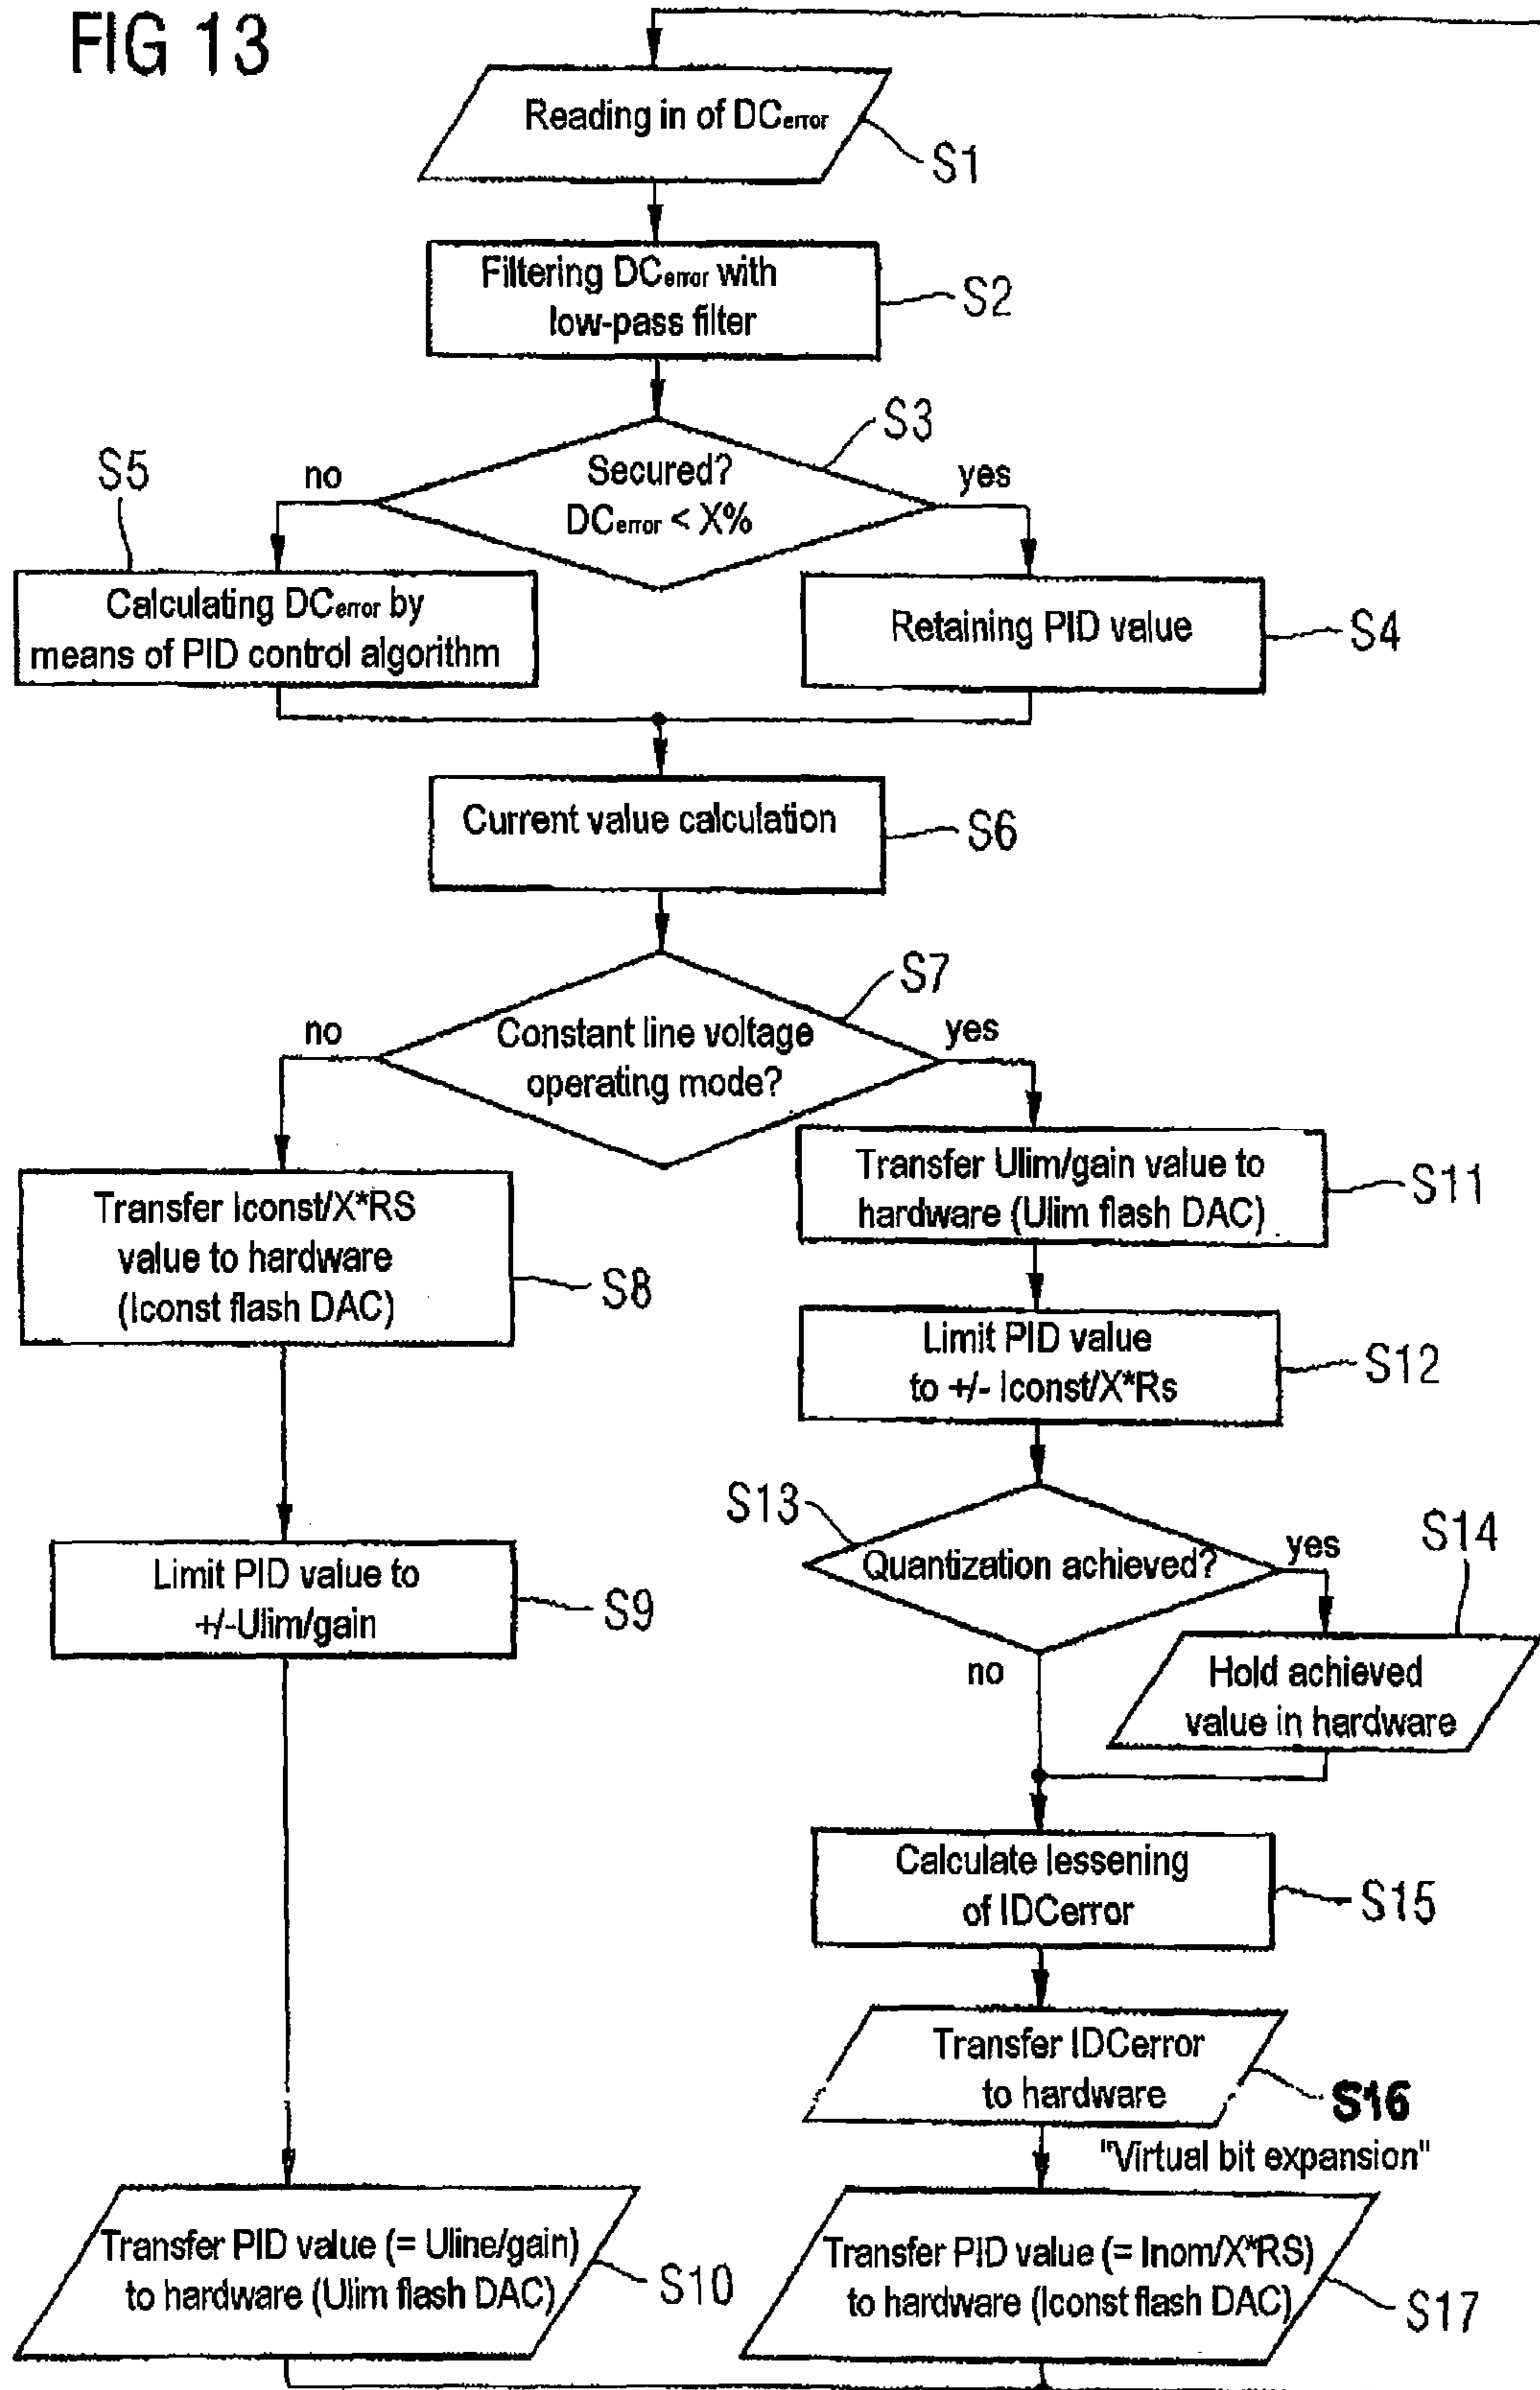 FIG 13
Reading in of DCerror
S1
Filtering DCerror with
low-pass filter
S2
S3
Secured?
DCerror < X%
no
yes
S5
Calculating DCerror by
means of PID control algorithm
Retaining PID value
S4
Current value calculation
S6
S7
Constant line voltage
operating mode?
no
yes
Transfer Iconst/X*RS
value to hardware
(Iconst flash DAC)
S8
Transfer Ulim/gain value to
hardware (Ulim flash DAC)
S11
Limit PID value
to +/- Iconst/X*Rs
S12
Limit PID value to
+/-Ulim/gain
S9
S13
Quantization achieved?
yes
no
S14
Hold achieved
value in hardware
Calculate lessening
of IDCerror
S15
Transfer IDCerror
to hardware
S16
"Virtual bit expansion"
Transfer PID value (= Uline/gain)
to hardware (Ulim flash DAC)
S10
Transfer PID value (= Inom/X*RS)
to hardware (Iconst flash DAC)
S17